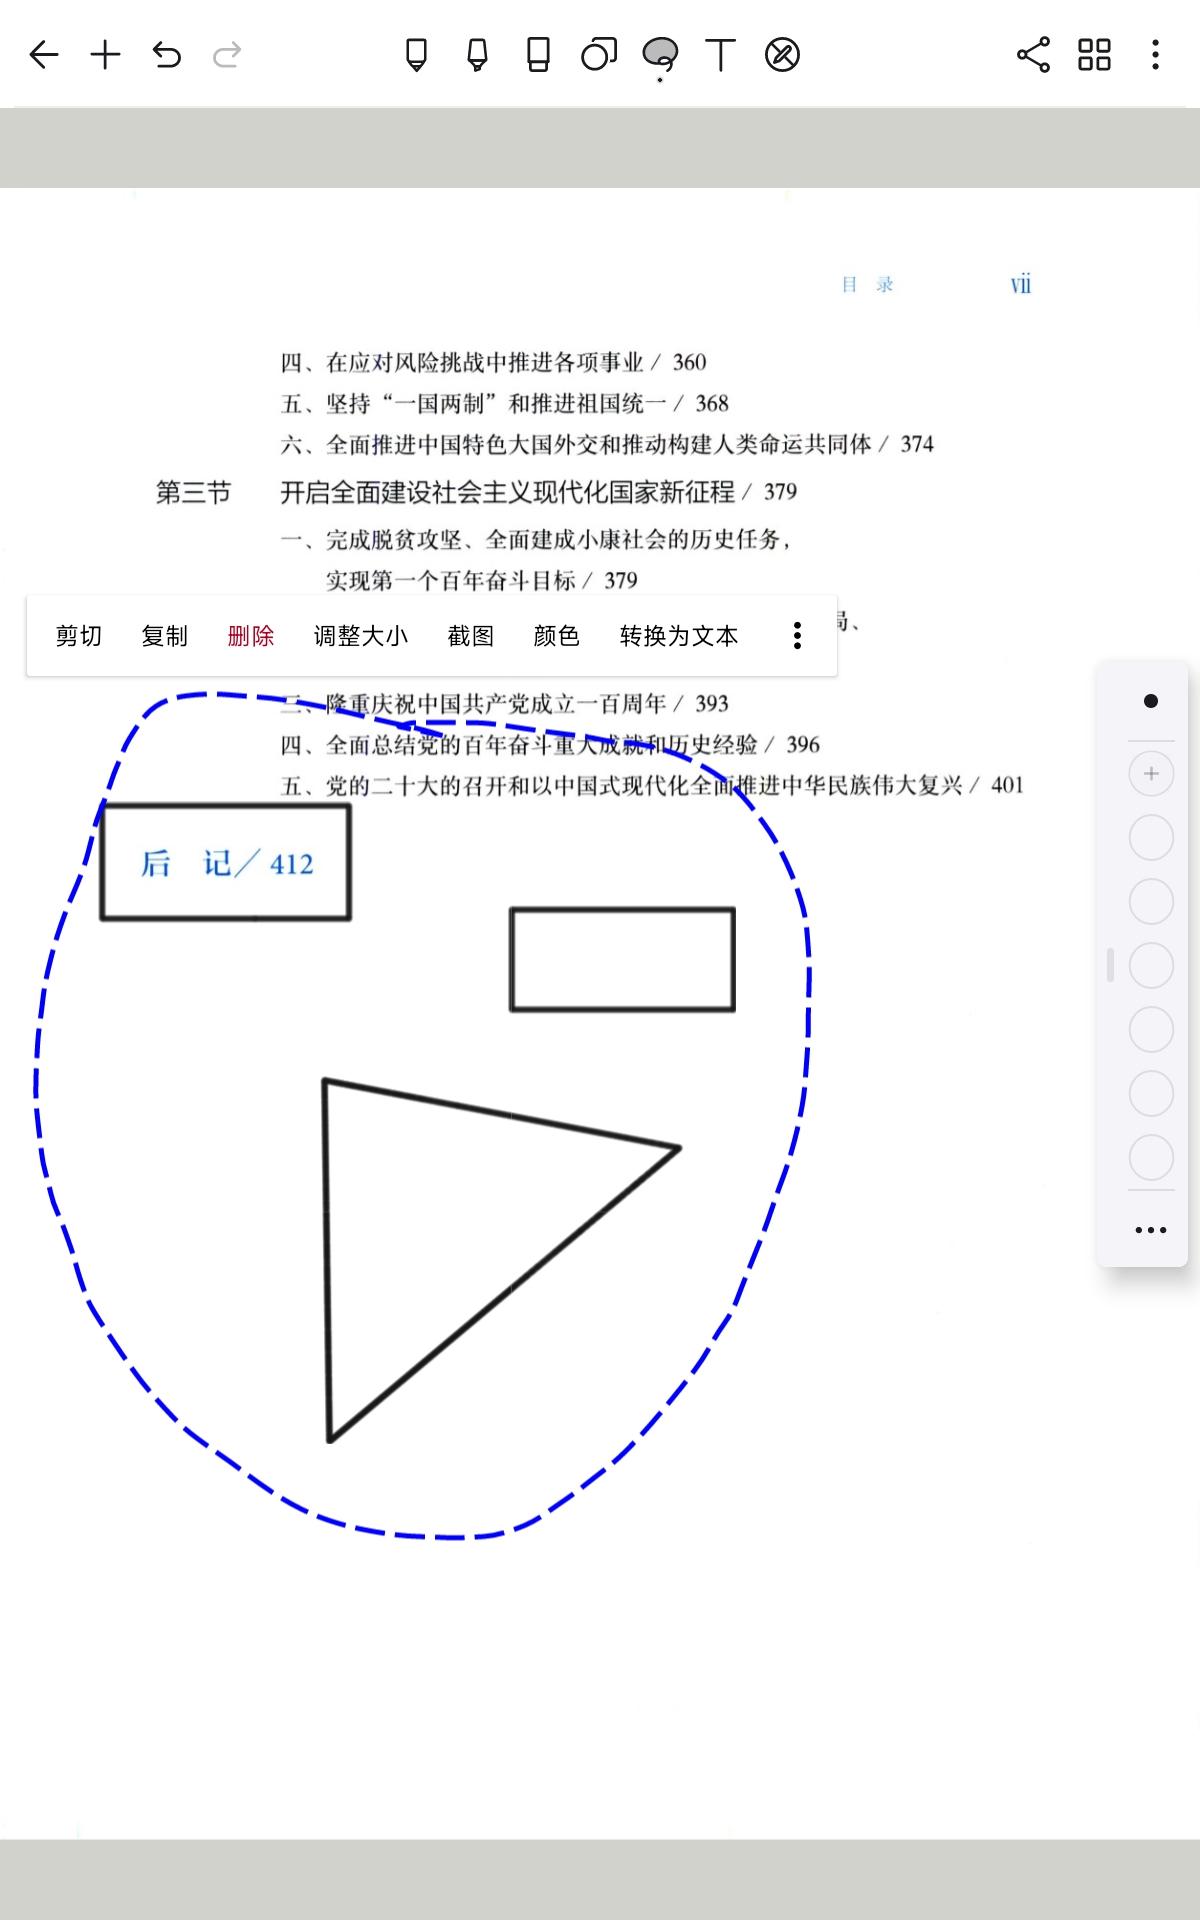 目 录 vii
四、在应对风险挑战中推进各项事业 / 360
五、坚持“一国两制”和推进祖国统一 / 368
六、全面推进中国特色大国外交和推动构建人类命运共同体 / 374
第三节 开启全面建设社会主义现代化国家新征程 / 379
一、完成脱贫攻坚、全面建成小康社会的历史任务，
实现第一个百年奋斗目标 / 379
局、
剪切 复制 删除 调整大小 截图 颜色 转换为文本
三、隆重庆祝中国共产党成立一百周年 / 393
四、全面总结党的百年奋斗重大成就和历史经验 / 396
五、党的二十大的召开和以中国式现代化全面推进中华民族伟大复兴 / 401
后 记 / 412